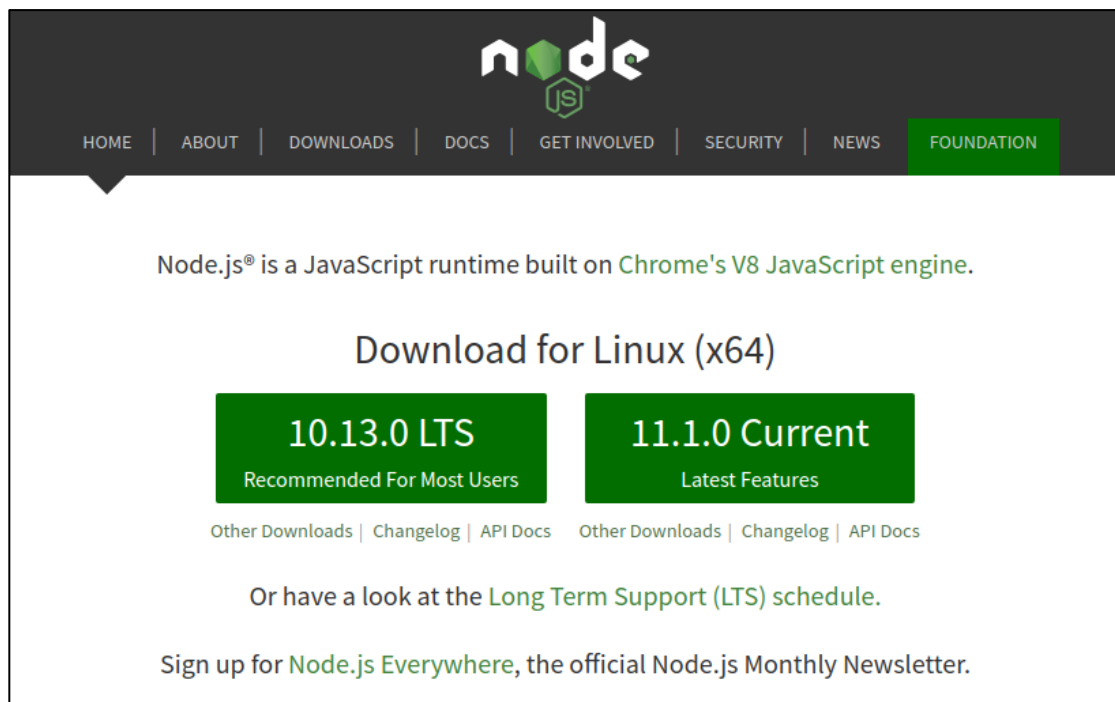 node
JS®
HOME | ABOUT | DOWNLOADS | DOCS | GET INVOLVED | SECURITY | NEWS FOUNDATION
Node.js® is a JavaScript runtime built on Chrome's V8 JavaScript engine.
Download for Linux (x64)
10.13.0 LTS
Recommended For Most Users
Other Downloads | Changelog | API Docs
11.1.0 Current
Latest Features
Other Downloads | Changelog | API Docs
Or have a look at the Long Term Support (LTS) schedule.
Sign up for Node.js Everywhere, the official Node.js Monthly Newsletter.